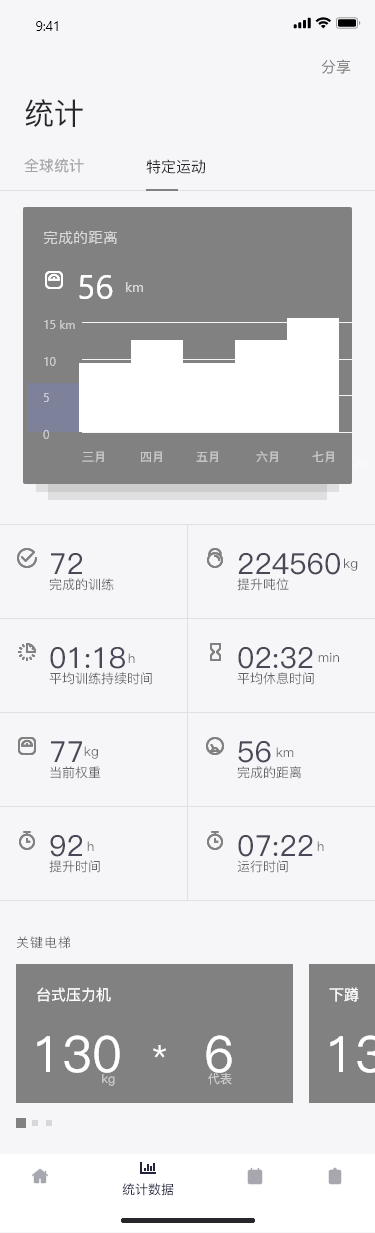 9:41
分享
统计
全球统计 特定运动
完成的距离
56 km
15 km
10
5
0
三月 四月 五月 六月 七月
72
完成的训练
224560 kg
提升吨位
01:18 h
平均训练持续时间
02:32 min
平均休息时间
77 kg
当前权重
56 km
完成的距离
92 h
提升时间
07:22 h
运行时间
关键电梯
台式压力机
130 * 6
kg 代表
下蹲
13
统计数据